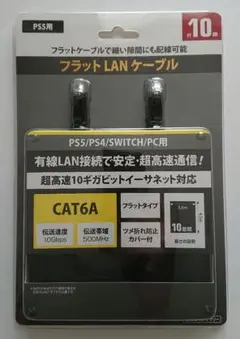 PS5用
フラットケーブルで細い隙間にも配線可能
フラット LAN ケーブル
約10m
PS5/PS4/SWITCH/PC用
有線LAN接続で安定・超高速通信!
超高速10ギガビットイーサネット対応
CAT6A
フラットタイプ
伝送速度
10Gbps
伝送帯域
500MHz
ツメ折れ防止
カバー付
10